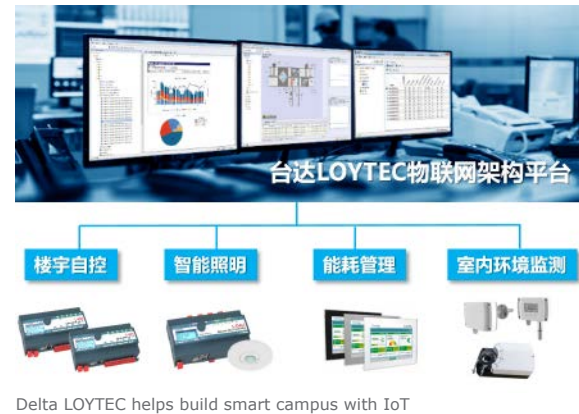 台达LOYTEC物联网架构平台
楼宇自控
智能照明
能耗管理
室内环境监测
Delta LOYTEC helps build smart campus with IoT